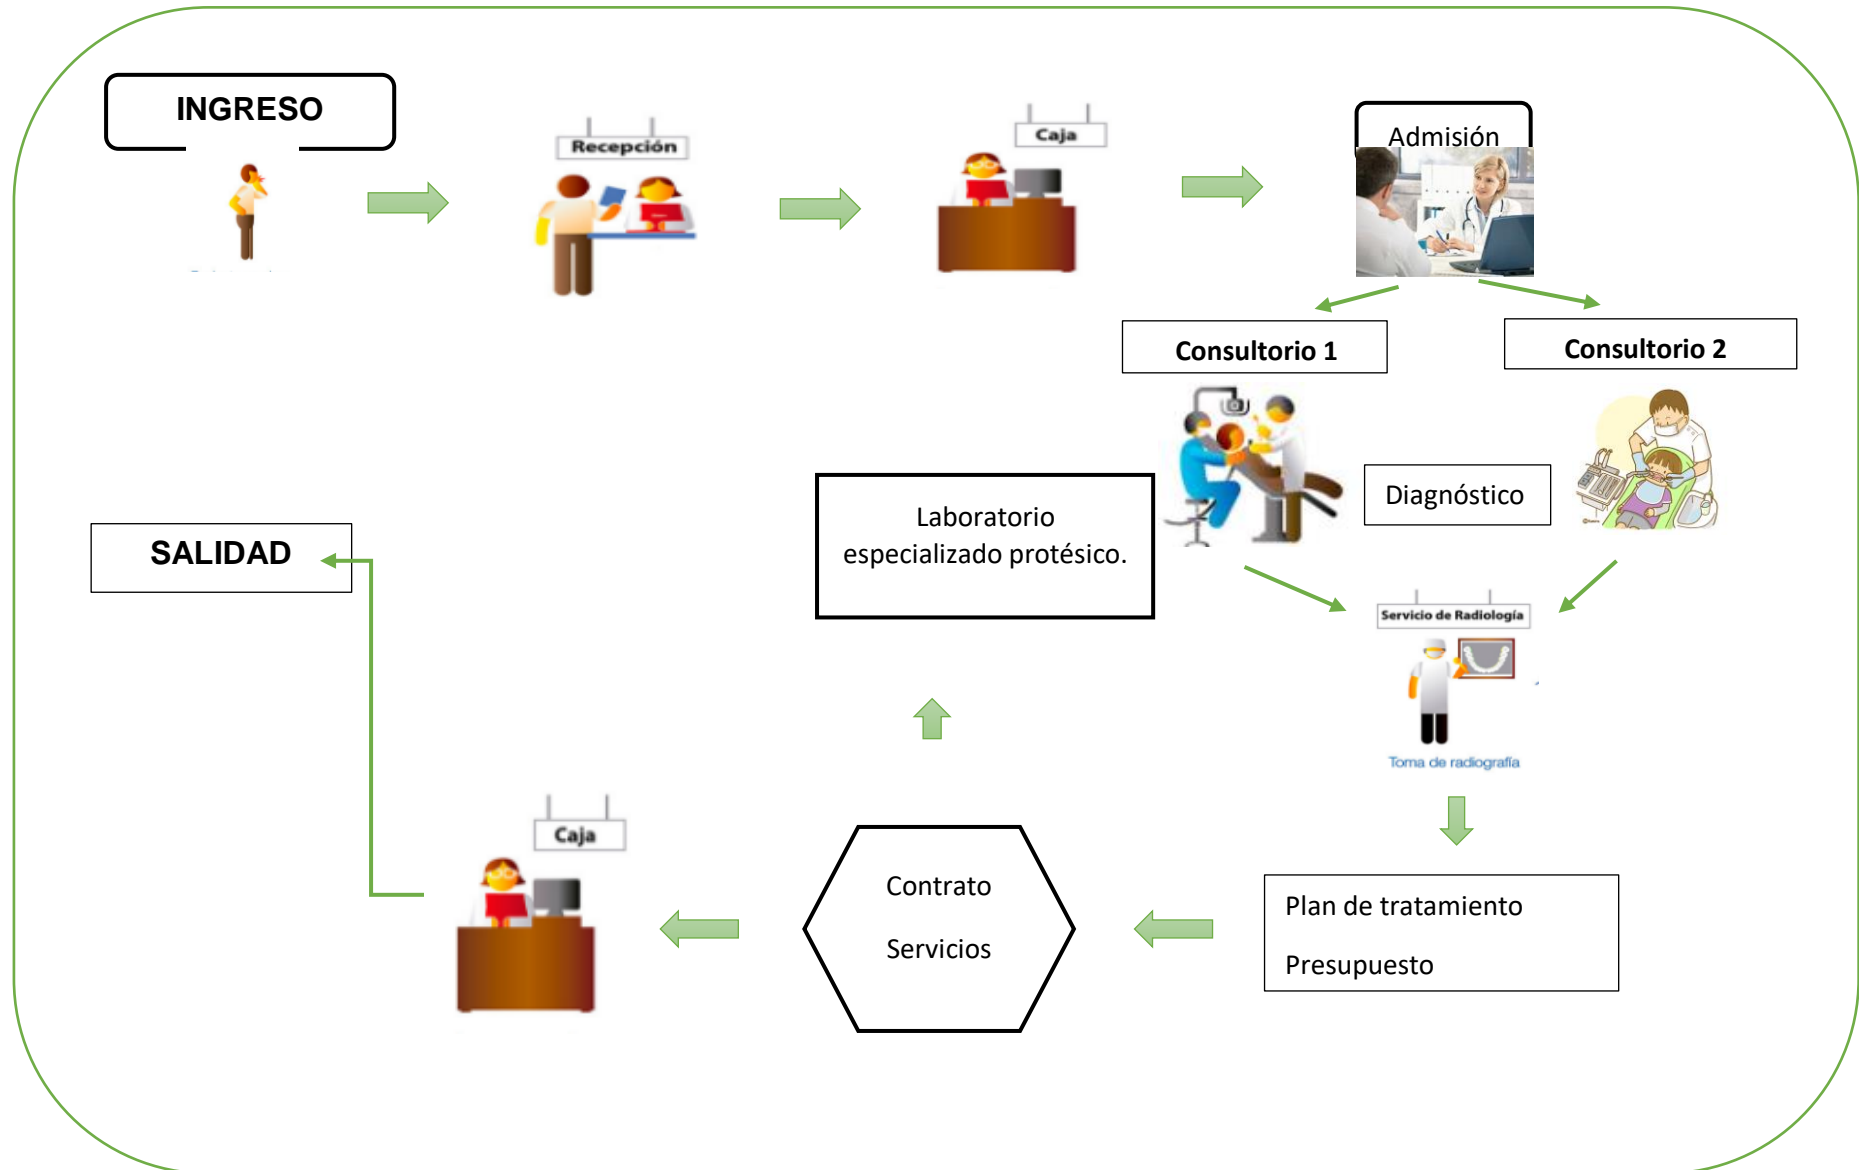 INGRESO
Recepción
Caja
Admisión
Consultorio 1
Consultorio 2
Diagnóstico
Laboratorio
especializado protésico.
SALIDAD
Servicio de Radiología
Toma de radiografía
Caja
Contrato
Servicios
Plan de tratamiento
Presupuesto